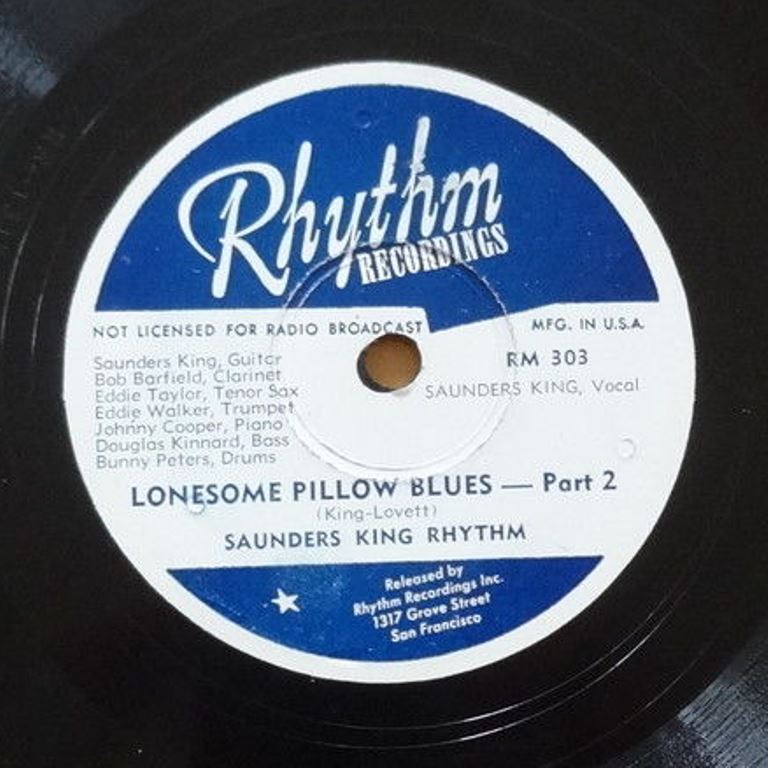 Rhythm
RECORDINGS
NOT LICENSED FOR RADIO BROADCAST
MFG. IN U.S.A.
Saunders King, Guitar
Bob Barfield, Clarinet
Eddie Taylor, Tenor Sax
Eddie Walker, Trumpet
Johnny Cooper, Piano
Douglas Kinnard, Bass
Bunny Peters, Drums
RM 303
SAUNDERS KING, Vocal
LONESOME PILLOW BLUES — Part 2
(King-Lovett)
SAUNDERS KING RHYTHM
Released by
Rhythm Recordings Inc.
1317 Grove Street
San Francisco